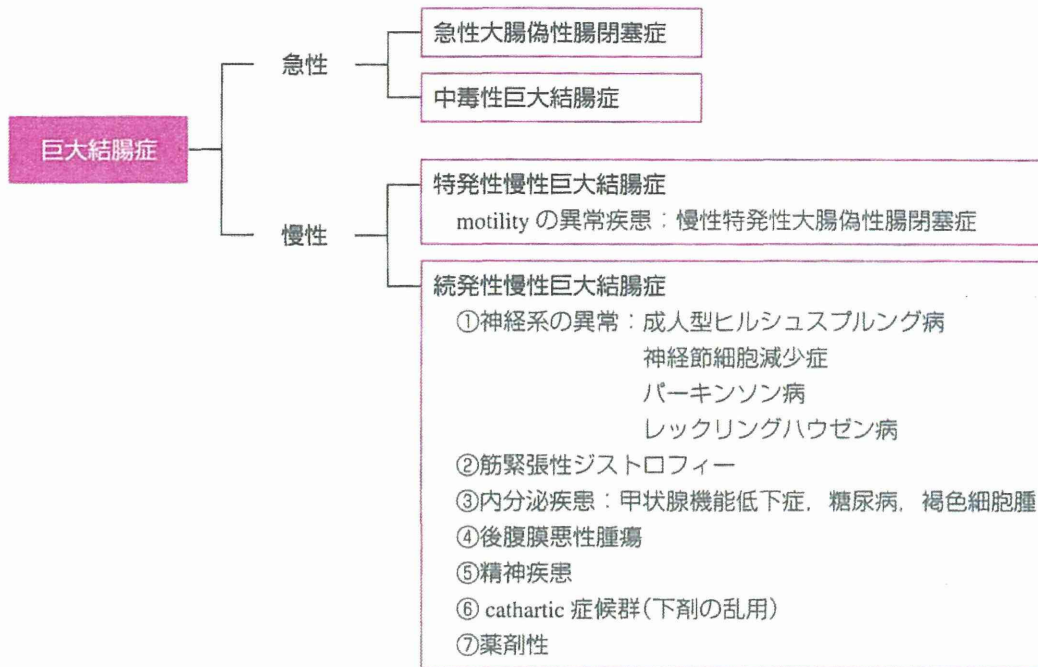 巨大結腸症
急性
急性大腸偽性腸閉塞症
中毒性巨大結腸症
慢性
特発性慢性巨大結腸症
motility の異常疾患：慢性特発性大腸偽性腸閉塞症
続発性慢性巨大結腸症
①神経系の異常：成人型ヒルシュスプルング病
神経節細胞減少症
パーキンソン病
レックリングハウゼン病
②筋緊張性ジストロフィー
③内分泌疾患：甲状腺機能低下症，糖尿病，褐色細胞腫
④後腹膜悪性腫瘍
⑤精神疾患
⑥ cathartic 症候群（下剤の乱用）
⑦薬剤性